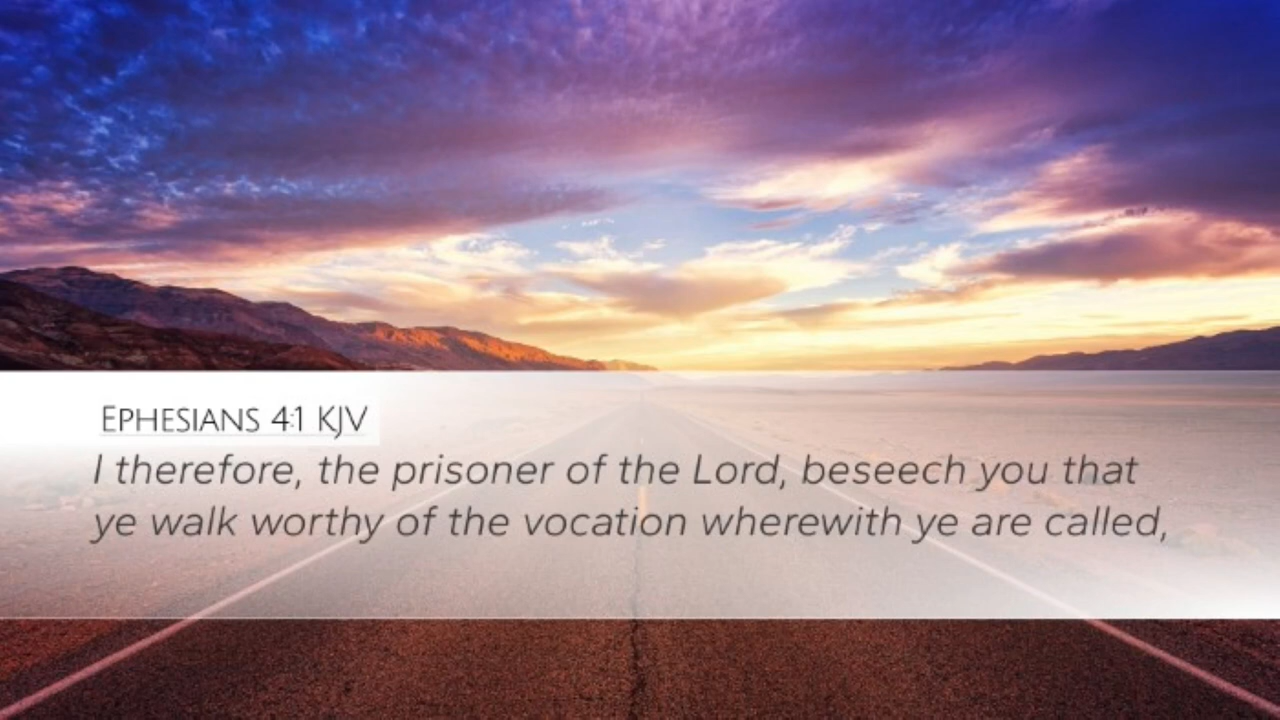 EPHESIANS 4:1 KJV
I therefore, the prisoner of the Lord, beseech you that
ye walk worthy of the vocation wherewith ye are called,